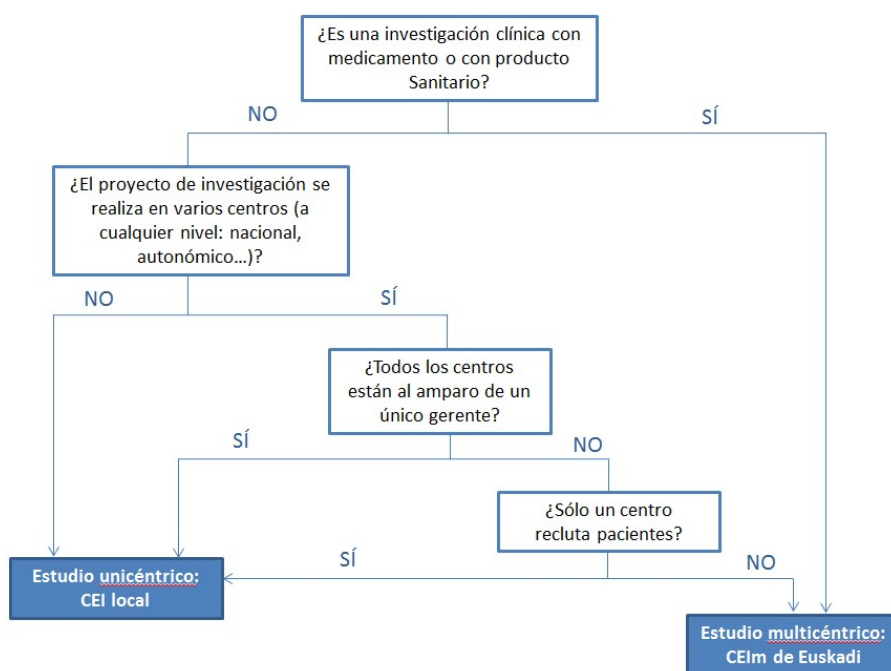 ¿Es una investigación clínica con
medicamento o con producto
Sanitario?
NO
SÍ
¿El proyecto de investigación se
realiza en varios centros (a
cualquier nivel: nacional,
autonómico...)?
NO
SÍ
¿Todos los centros
están al amparo de un
único gerente?
SÍ
NO
¿Sólo un centro
recluta pacientes?
SÍ
NO
Estudio unicéntrico:
CEI local
Estudio multicéntrico:
CEIm de Euskadi